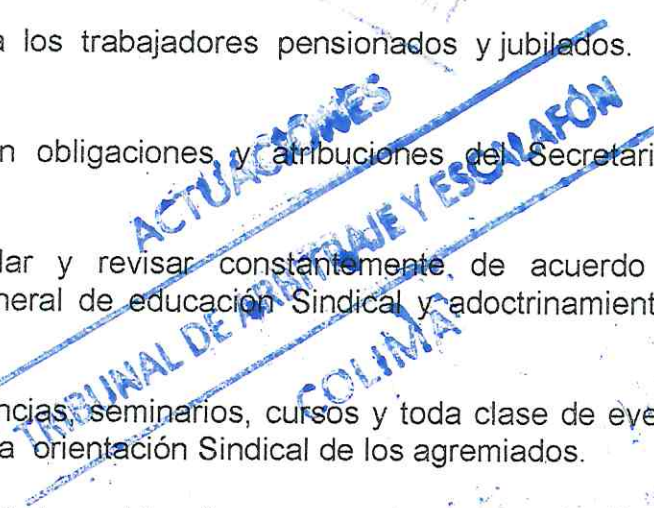 a los trabajadores pensionados y jubilados.
n obligaciones y atribuciones del Secretari
lar y revisar constantemente, de acuerdo
neral de educación Sindical y adoctrinamient
ncias, seminarios, cursos y toda clase de eve
a orientación Sindical de los agremiados.
ACTUACIONES
TRIBUNAL DE ARBITRAJE Y ESCALAFÓN
COLIMA